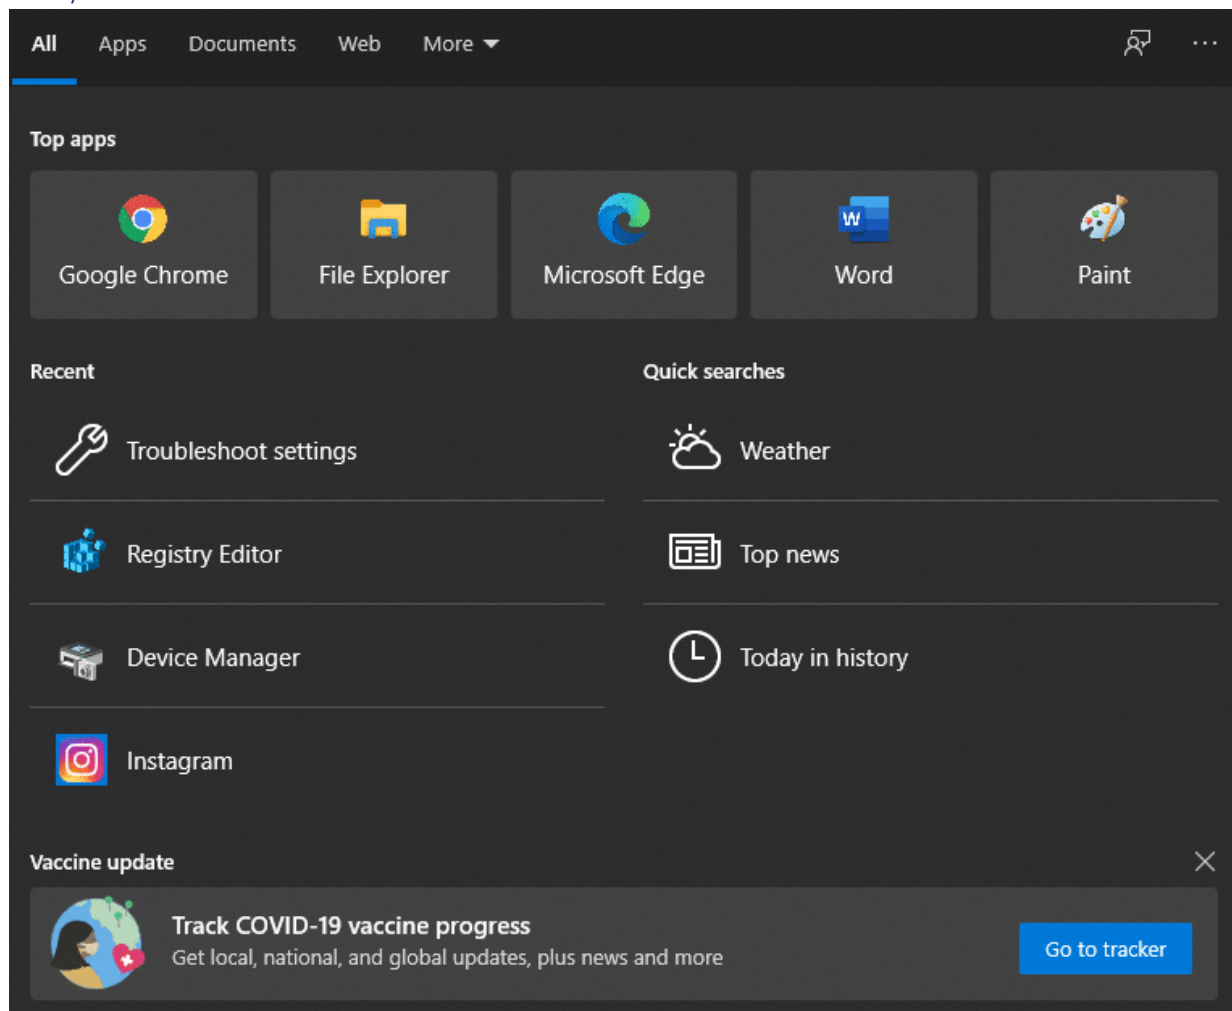 All Apps Documents Web More
Top apps
Google Chrome File Explorer Microsoft Edge Word Paint
Recent
Troubleshoot settings
Registry Editor
Device Manager
Instagram
Quick searches
Weather
Top news
Today in history
Vaccine update
Track COVID-19 vaccine progress
Get local, national, and global updates, plus news and more
Go to tracker